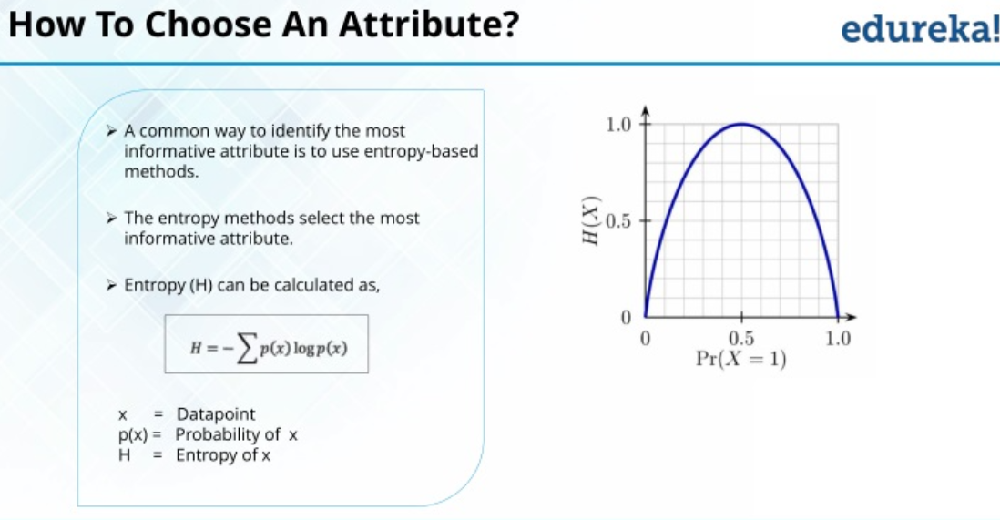 How To Choose An Attribute?
edureka!
➢ A common way to identify the most
informative attribute is to use entropy-based
methods.
➢ The entropy methods select the most
informative attribute.
➢ Entropy (H) can be calculated as,
H = -∑p(x) log p(x)
x = Datapoint
p(x) = Probability of x
H = Entropy of x
1.0
H(X)
0.5
0
0 0.5 1.0
Pr(X = 1)